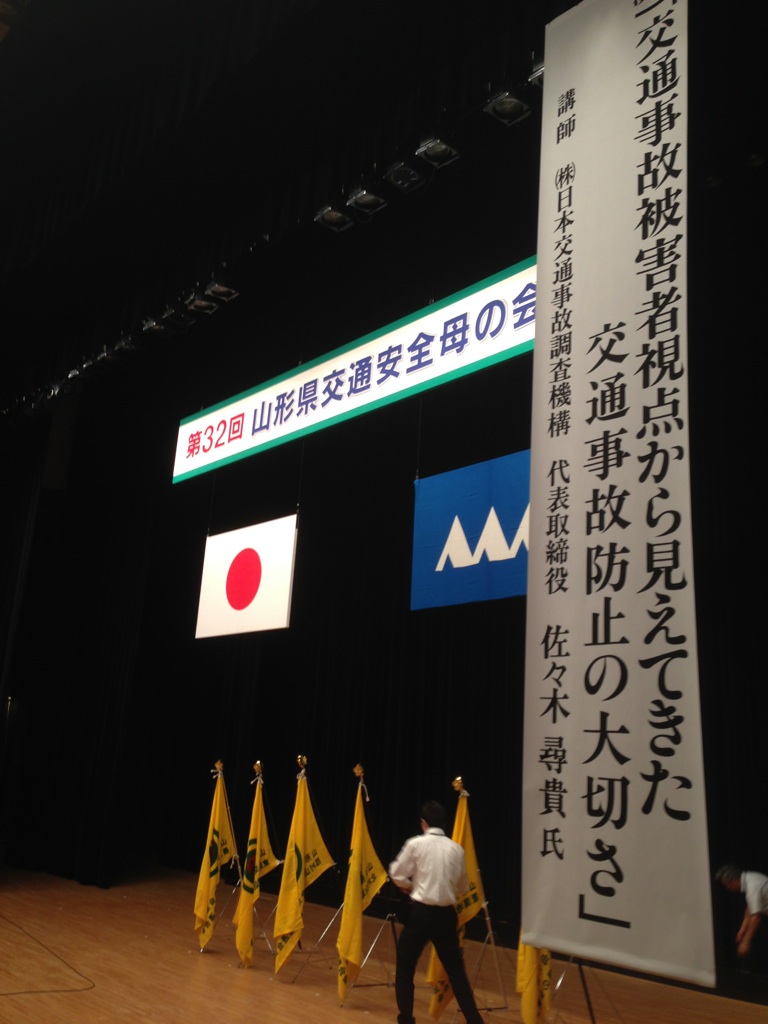 第32回 山形県交通安全母の会
「交通事故被害者視点から見えてきた
交通事故防止の大切さ」
講師 ㈱日本交通事故調査機構 代表取締役 佐々木 尋貴 氏